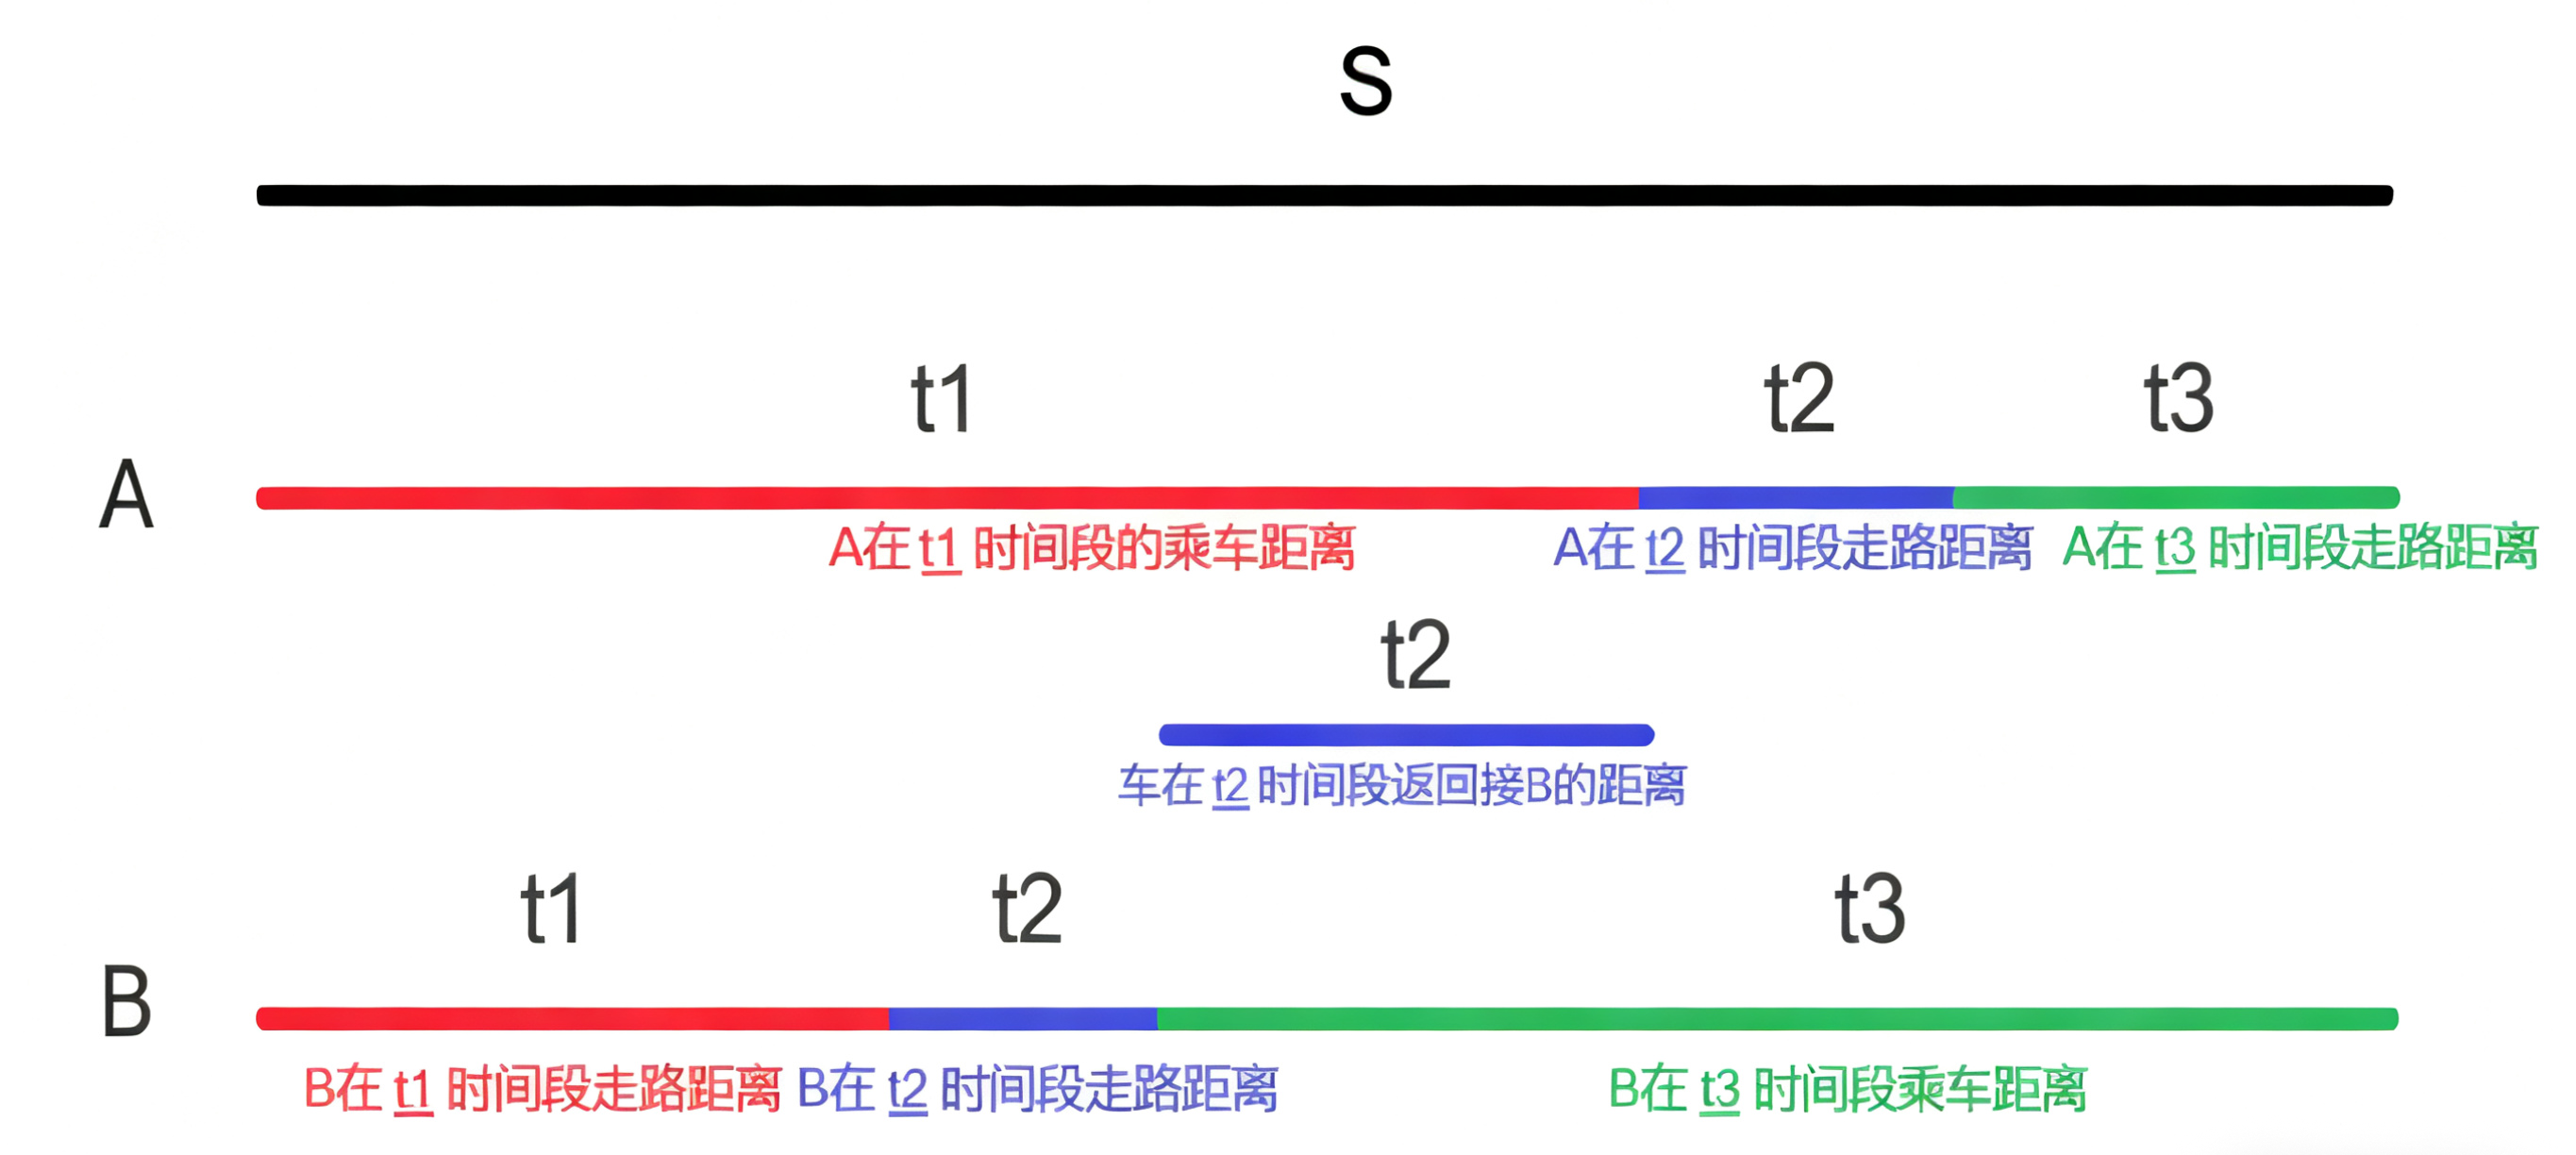 S
t1 t2 t3
A
A在 t1 时间段的乘车距离 A在 t2 时间段走路距离 A在 t3 时间段走路距离
t2
车在 t2 时间段返回接B的距离
t1 t2 t3
B
B在 t1 时间段走路距离 B在 t2 时间段走路距离 B在 t3 时间段乘车距离